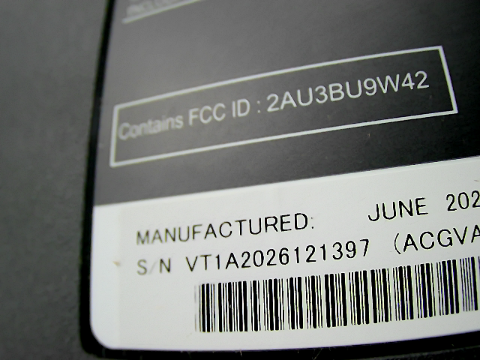 Contains FCC ID : 2AU3BU9W42
MANUFACTURED: JUNE 202
S/N VT1A2026121397 (ACGVA